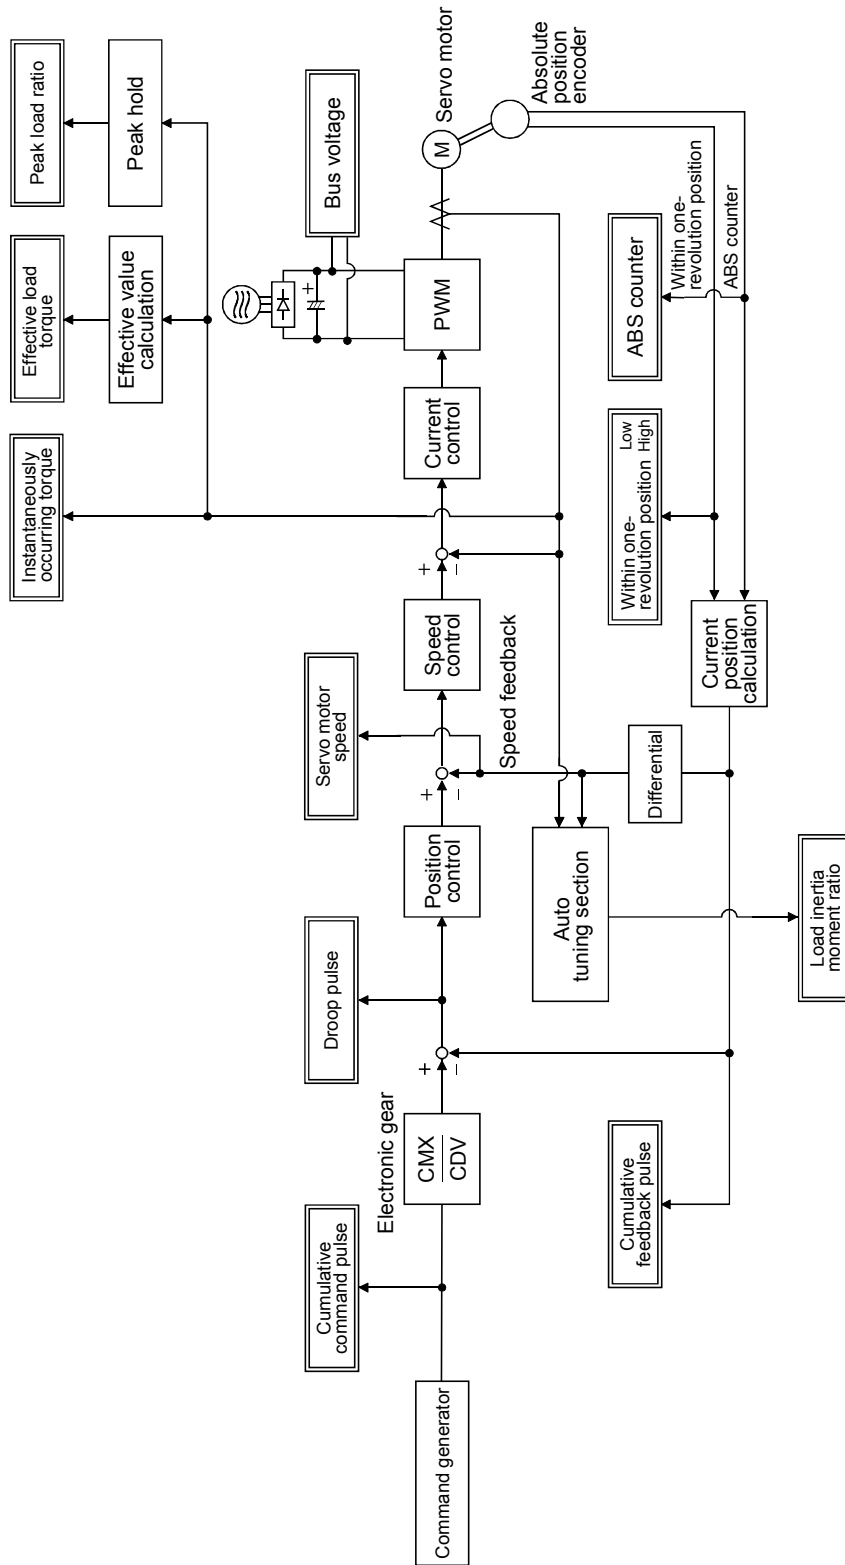 Peak load ratio
Peak hold
Effective load
torque
Effective value
calculation
Instantaneously
occurring torque
Servo motor
Absolute
position
encoder
M
Bus voltage
+
PWM
Current
control
+
−
Speed
control
Servo motor
speed
Speed feedback
+
−
Position
control
Droop pulse
+
−
Electronic gear
CMX
CDV
Cumulative
command pulse
Command generator
Within one-
revolution position
ABS counter
ABS counter
Within one-
revolution position
Low
High
Current
position
calculation
Differential
Auto
tuning section
Load inertia
moment ratio
Cumulative
feedback pulse